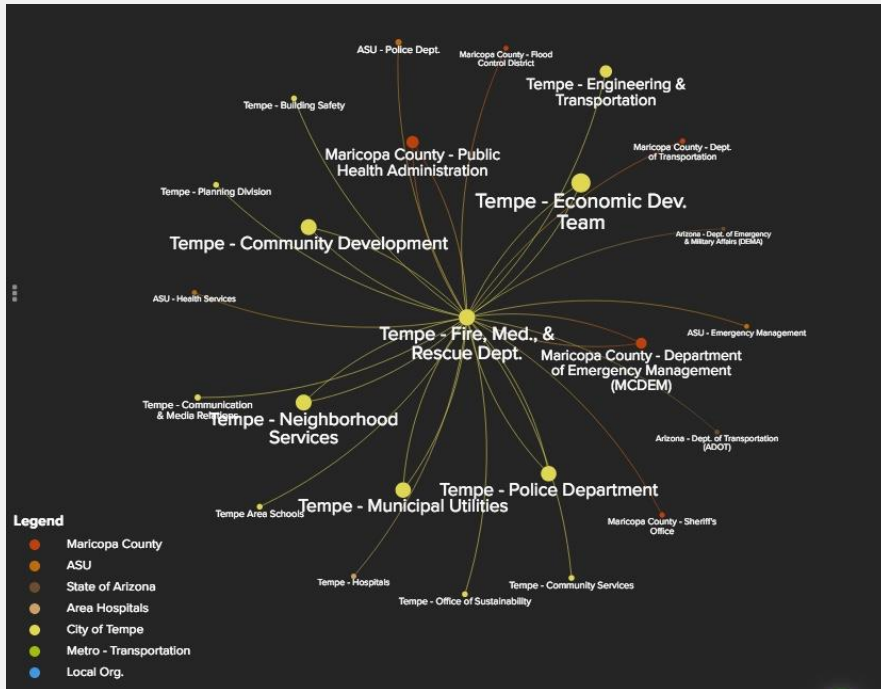 ASU - Police Dept.
Maricopa County - Flood
Control District
Tempe - Engineering &
Transportation
Tempe - Building Safety
Maricopa County - Public
Health Administration
Maricopa County - Dept.
of Transportation
Tempe - Planning Division
Tempe - Economic Dev.
Team
Tempe - Community Development
Arizona - Dept. of Emergency
& Military Affairs (DEMA)
ASU - Health Services
Tempe - Fire, Med., &
Rescue Dept.
ASU - Emergency Management
Maricopa County - Department
of Emergency Management
(MCDEM)
Tempe - Communication
& Media Relations
Tempe - Neighborhood
Services
Arizona - Dept. of Transportation
(ADOT)
Tempe - Police Department
Tempe Area Schools
Tempe - Municipal Utilities
Maricopa County - Sheriff's
Office
Tempe - Hospitals
Tempe - Office of Sustainability
Tempe - Community Services
Legend
Maricopa County
ASU
State of Arizona
Area Hospitals
City of Tempe
Metro - Transportation
Local Org.